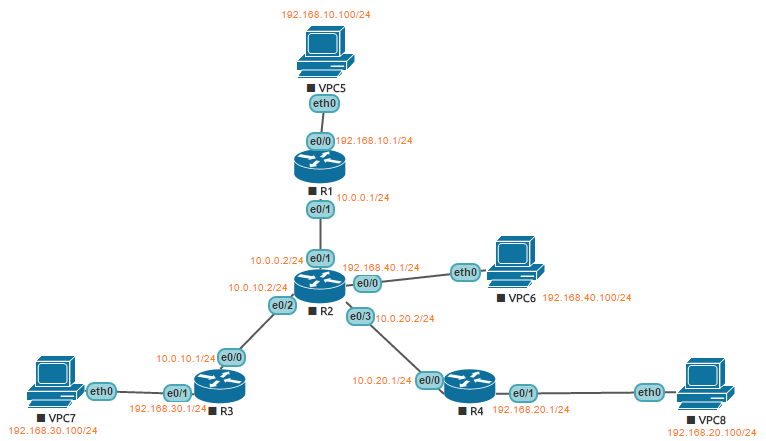 192.168.10.100/24
VPC5
eth0
e0/0
192.168.10.1/24
R1
10.0.0.1/24
e0/1
10.0.0.2/24
e0/1
192.168.40.1/24
10.0.10.2/24
e0/0
eth0
R2
VPC6
192.168.40.100/24
e0/2
e0/3
10.0.20.2/24
10.0.10.1/24
e0/0
10.0.20.1/24
e0/0
eth0
e0/1
e0/1
eth0
192.168.30.1/24
R3
R4
192.168.20.1/24
VPC7
VPC8
192.168.30.100/24
192.168.20.100/24